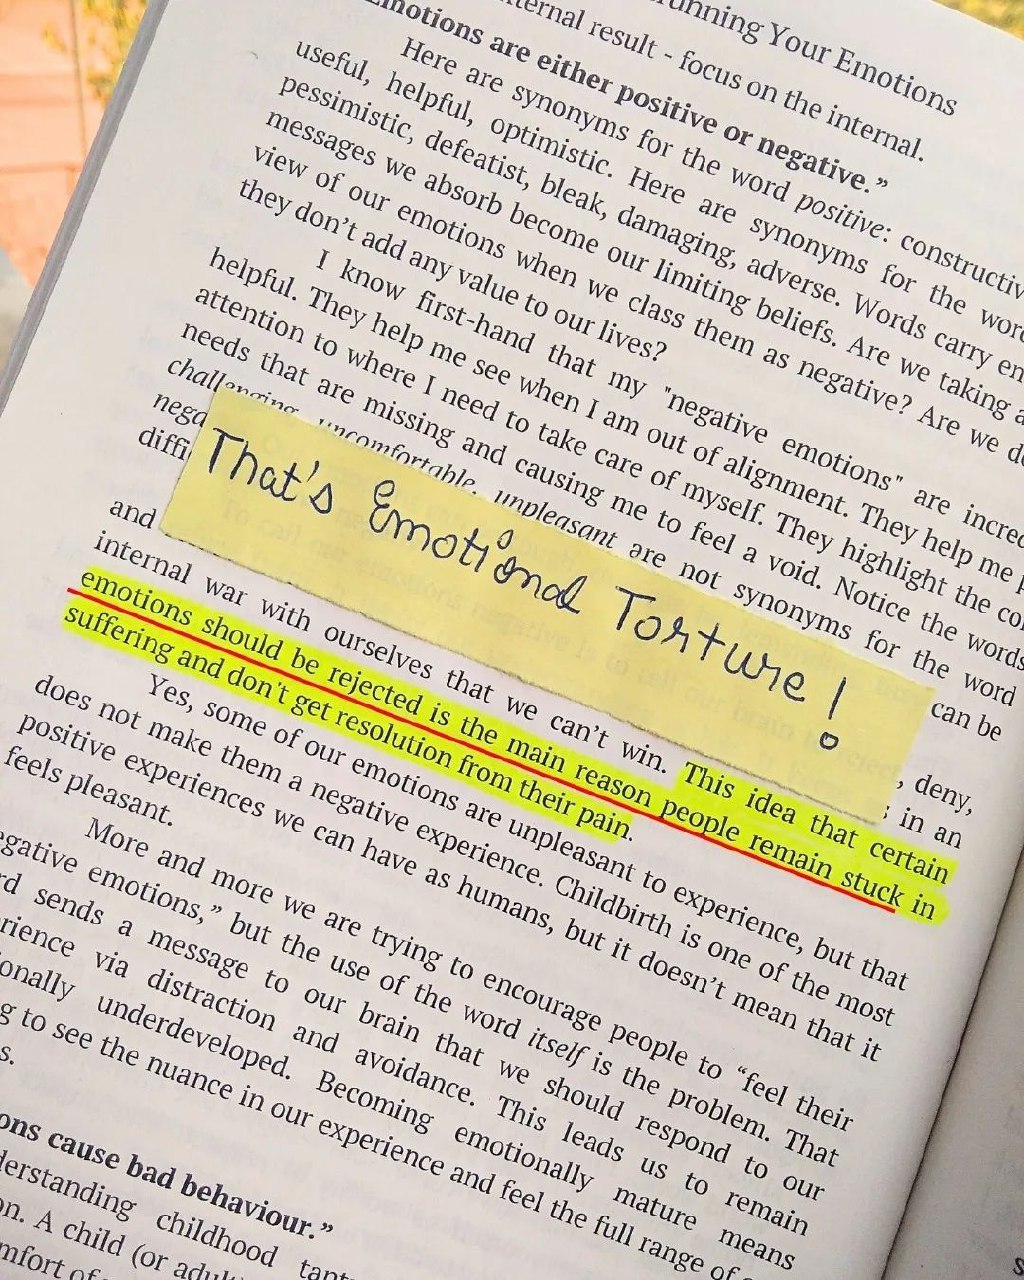 unning Your Emotions
ternal result - focus on the internal.
Emotions are either positive or negative.”
Here are synonyms for the word positive: constructiv
useful, helpful, optimistic. Here are synonyms for the word
pessimistic, defeatist, bleak, damaging, adverse. Words carry en
messages we absorb become our limiting beliefs. Are we taking a
view of our emotions when we class them as negative? Are we de
they don't add any value to our lives?
I know first-hand that my "negative emotions" are incre
helpful. They help me see when I am out of alignment. They help me p
attention to where I need to take care of myself. They highlight the co
needs that are missing and causing me to feel a void. Notice the words
challenging, uncomfortable, unpleasant are not synonyms for the word
nega can be
diffi , deny,
and in an
That's Emotional Torture!
internal war with ourselves that we can't win. This idea that certain
emotions should be rejected is the main reason people remain stuck in
suffering and don't get resolution from their pain.
Yes, some of our emotions are unpleasant to experience, but that
does not make them a negative experience. Childbirth is one of the most
positive experiences we can have as humans, but it doesn't mean that it
feels pleasant.
More and more we are trying to encourage people to “feel their
egative emotions,” but the use of the word itself is the problem. That
rd sends a message to our brain that we should respond to our
rience via distraction and avoidance. This leads us to remain
ionally underdeveloped. Becoming emotionally mature means
g to see the nuance in our experience and feel the full range of
s.
ons cause bad behaviour.”
derstanding childhood tant
on. A child (or adult
mfort of